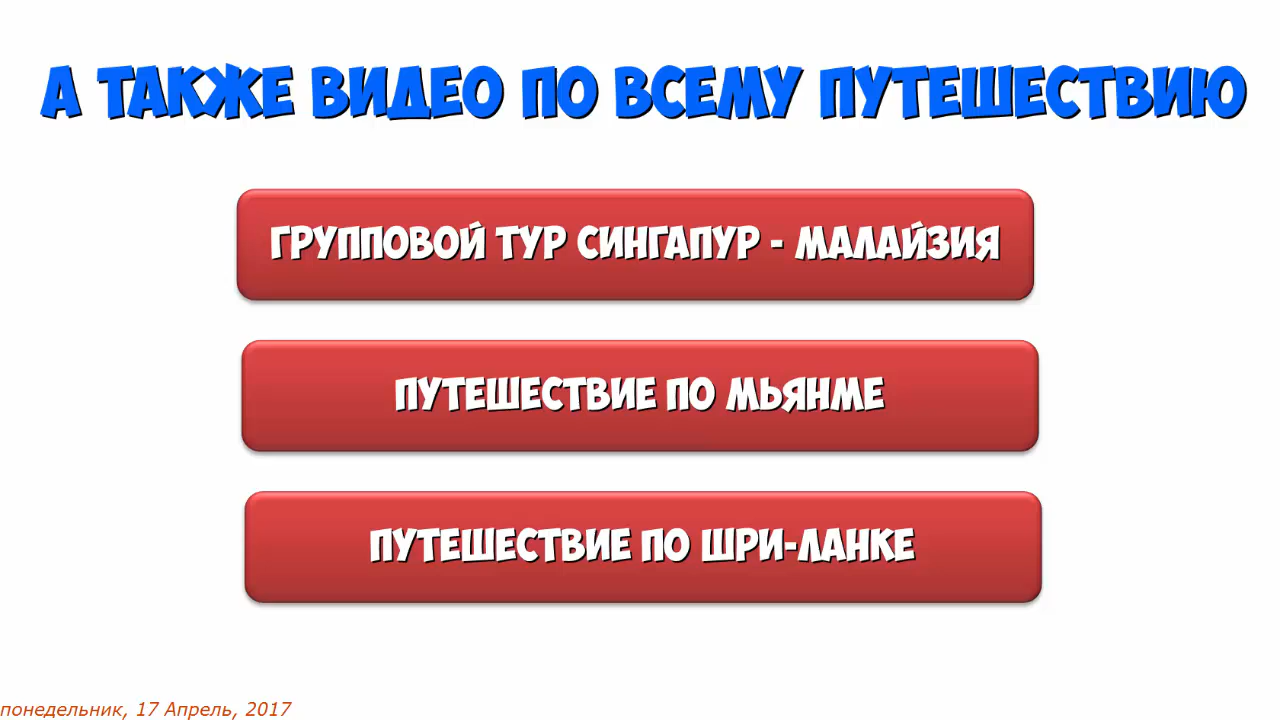 А ТАКЖЕ ВИДЕО ПО ВСЕМУ ПУТЕШЕСТВИЮ
ГРУППОВОЙ ТУР СИНГАПУР - МАЛАЙЗИЯ
ПУТЕШЕСТВИЕ ПО МЬЯНМЕ
ПУТЕШЕСТВИЕ ПО ШРИ-ЛАНКЕ
понедельник, 17 Апрель, 2017